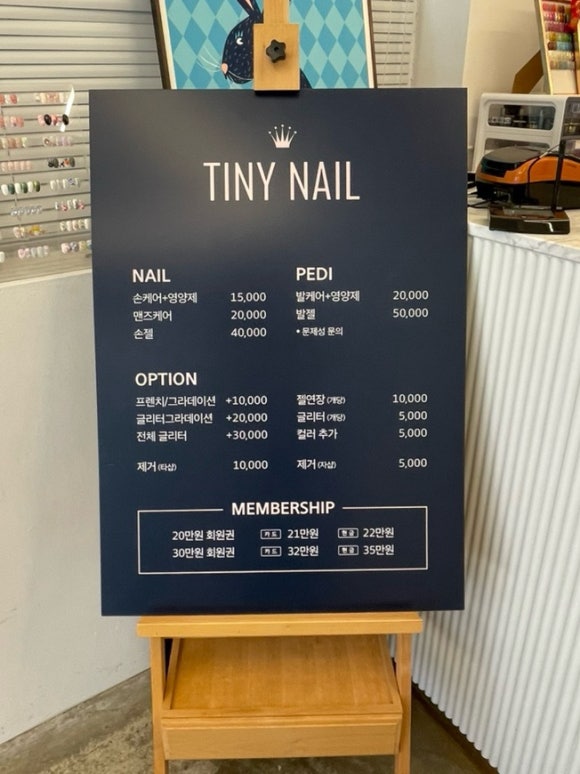 TINY NAIL
NAIL
손케어+영양제 15,000
맨즈케어 20,000
손젤 40,000
PEDI
발케어+영양제 20,000
발젤 50,000
• 문제성 문의
OPTION
프렌치/그라데이션 +10,000
글리터그라데이션 +20,000
전체 글리터 +30,000
제거 (타샵) 10,000
젤연장 (개당) 10,000
글리터 (개당) 5,000
컬러 추가 5,000
제거 (자샵) 5,000
MEMBERSHIP
20만원 회원권 카드 21만원 현금 22만원
30만원 회원권 카드 32만원 현금 35만원